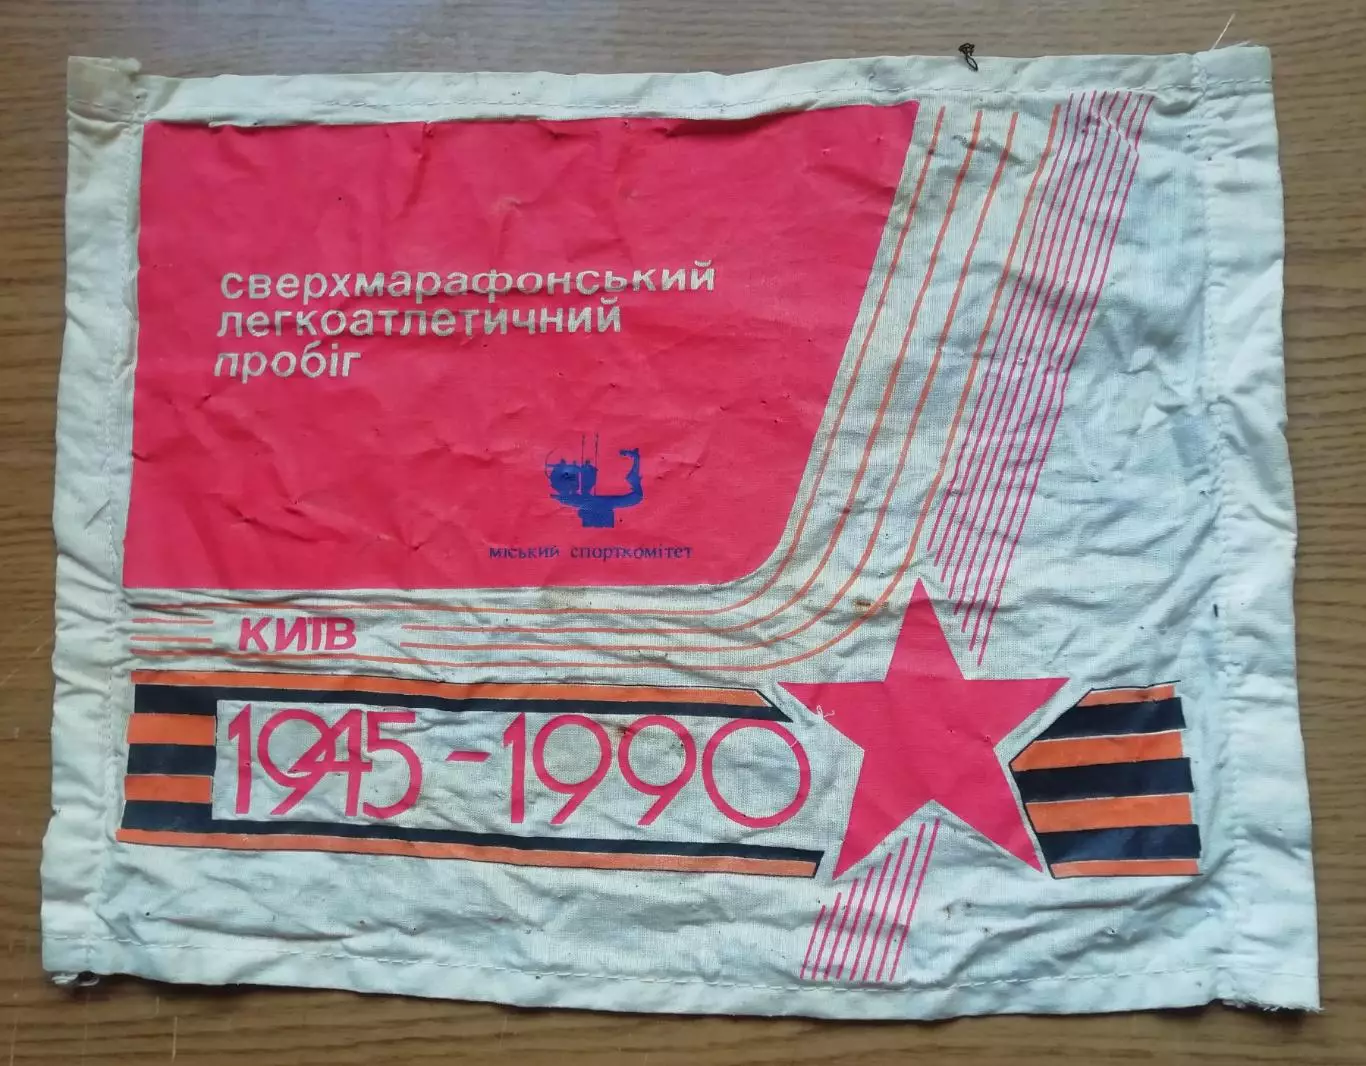 сверхмарафонський
легкоатлетичний
пробіг
міський спорткомітет
КИЇВ
1945-1990